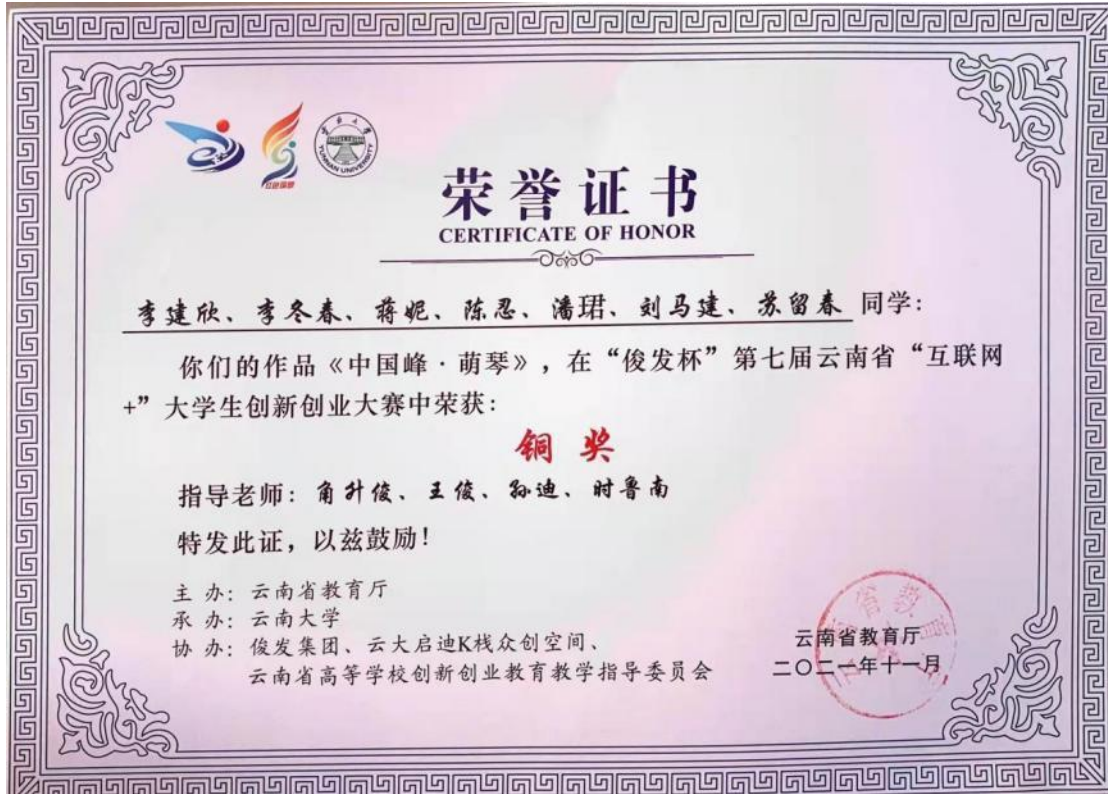 云南大学
YUNNAN UNIVERSITY
荣誉证书
CERTIFICATE OF HONOR
李建欣、李冬春、蒋妮、陈忍、潘珺、刘马建、苏留春 同学：
你们的作品《中国峰·萌琴》，在“俊发杯”第七届云南省“互联网
+”大学生创新创业大赛中荣获：
铜 奖
指导老师：角升俊、王俊、孙迪、时鲁南
特发此证，以兹鼓励！
主 办：云南省教育厅
承 办：云南大学
协 办：俊发集团、云大启迪K栈众创空间、
云南省高等学校创新创业教育教学指导委员会
云南省教育厅
二〇二一年十一月